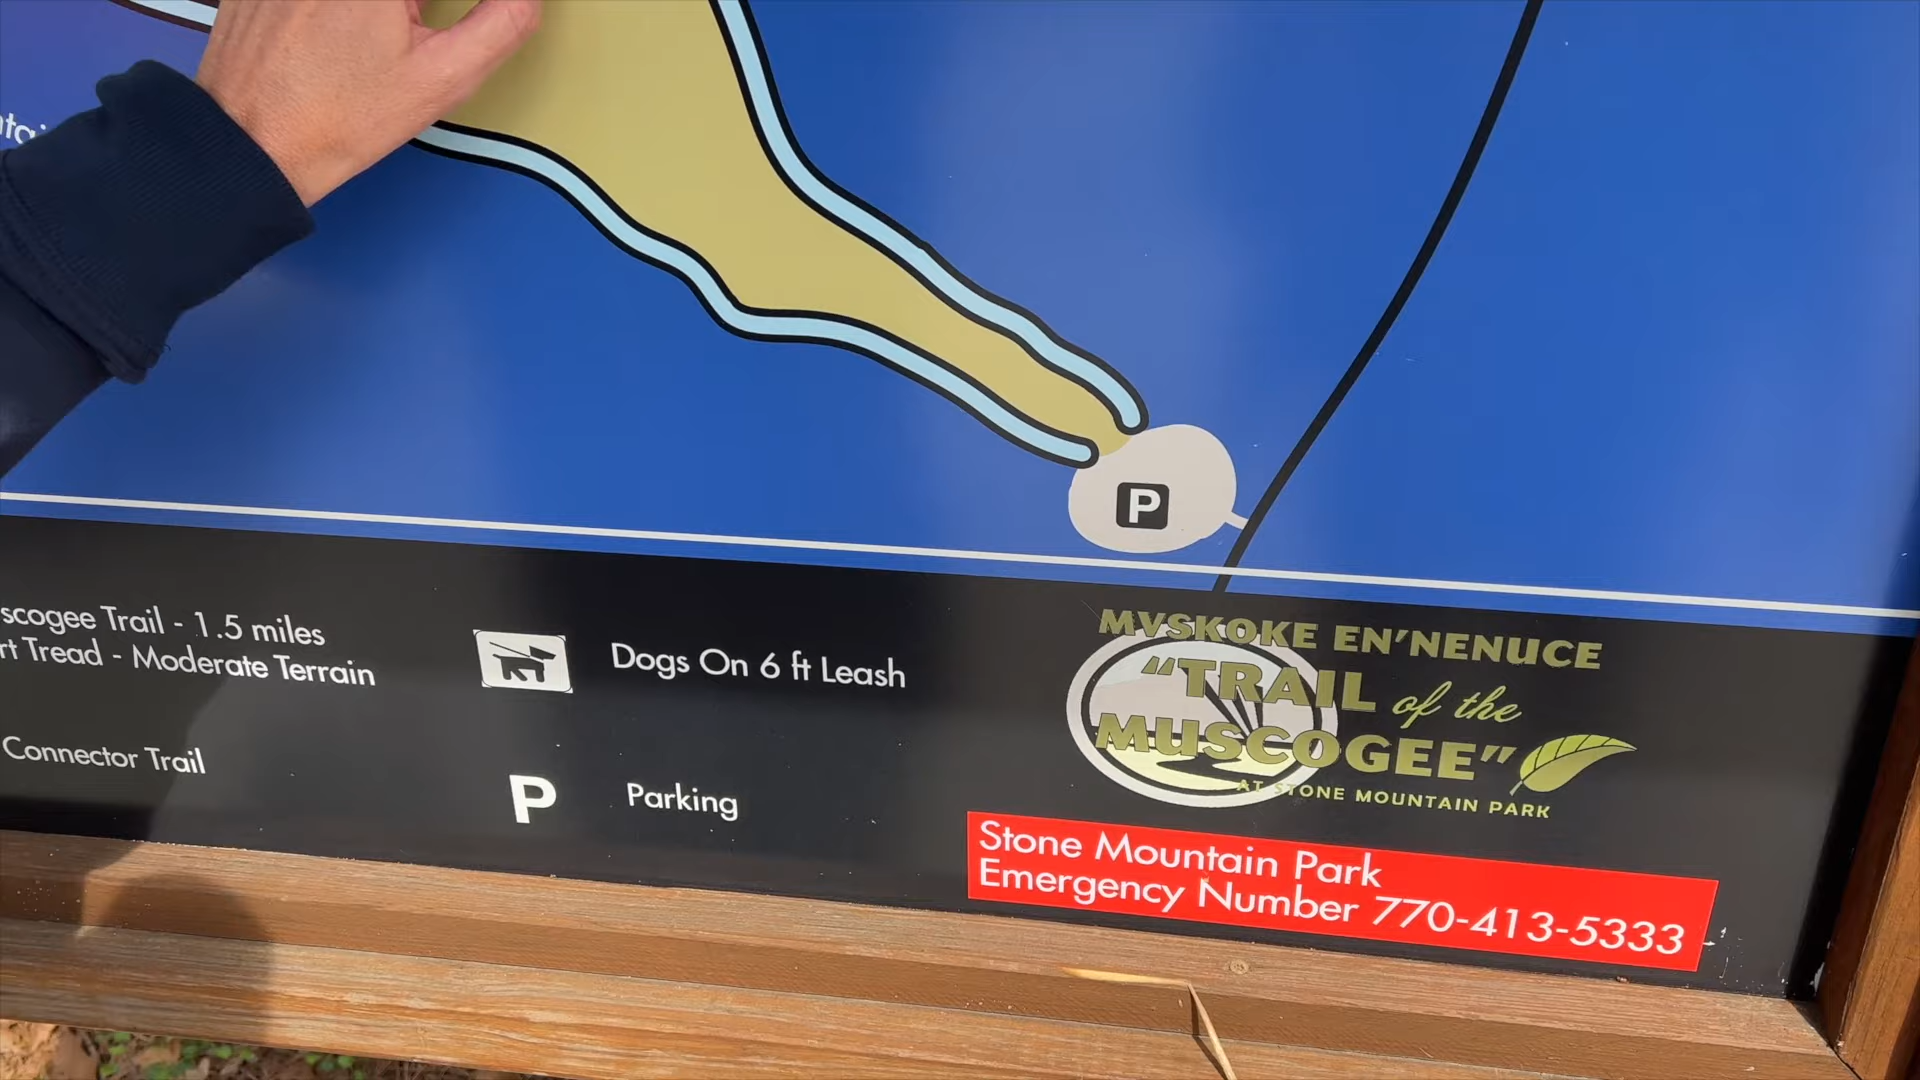 P
scogee Trail - 1.5 miles
rt Tread - Moderate Terrain
Connector Trail
Dogs On 6 ft Leash
P Parking
MVSKOKE EN'NENUCE
"TRAIL of the
MUSCOGEE"
AT STONE MOUNTAIN PARK
Stone Mountain Park
Emergency Number 770-413-5333